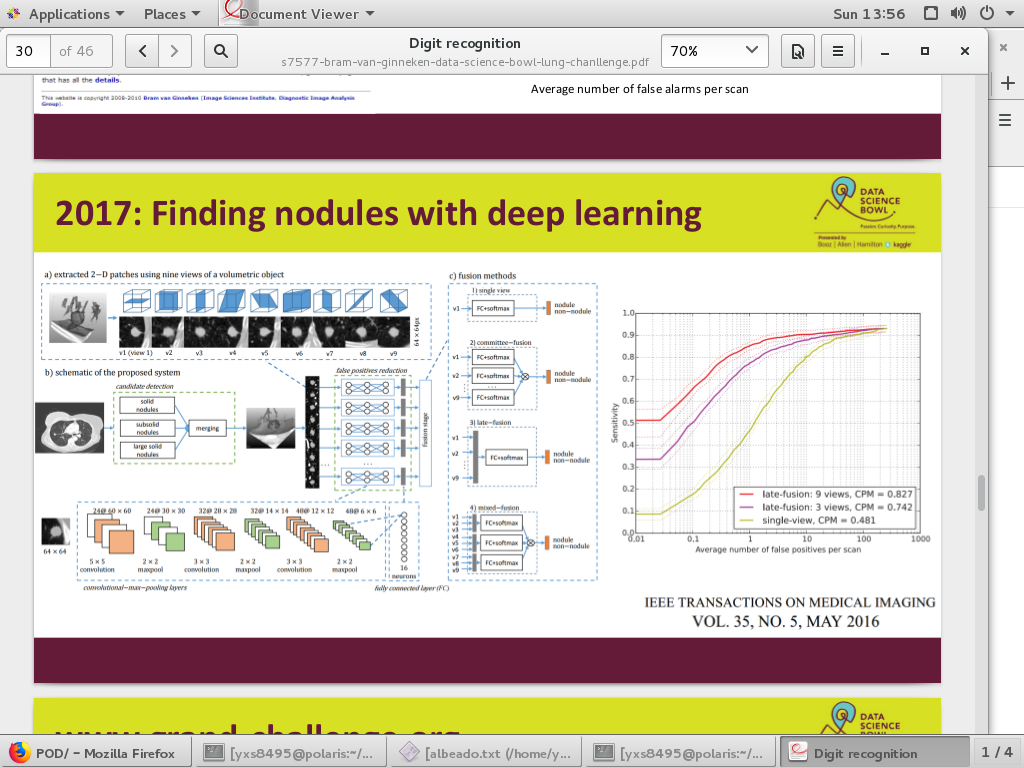 Applications Places Document Viewer Sun 13:56
30 of 46 Digit recognition 70%
s7577-bram-van-ginneken-data-science-bowl-lung-chanllenge.pdf
that has all the details.
This website is copyright 2008-2010 Bram van Ginneken (Image Sciences Institute, Diagnostic Image Analysis
Group).
Average number of false alarms per scan
2017: Finding nodules with deep learning
DATA
SCIENCE
BOWL
Passion. Curiosity. Purpose.
Presented by
Booz | Allen | Hamilton kaggle
a) extracted 2-D patches using nine views of a volumetric object
v1 (view 1) v2 v3 v4 v5 v6 v7 v8 v9
64 × 64px
b) schematic of the proposed system
candidate detection
solid
nodules
subsolid
nodules
large solid
nodules
merging
false positives reduction
...
...
fusion stage
64 × 64
24@ 60 × 60 24@ 30 × 30 32@ 28 × 28 32@ 14 × 14 48@ 12 × 12 48@ 6 × 6
5 × 5
convolution
2 × 2
maxpool
3 × 3
convolution
2 × 2
maxpool
3 × 3
convolution
2 × 2
maxpool
16
neurons
convolutional-max-pooling layers
fully connected layer (FC)
c) fusion methods
1) single view
v1 FC+softmax nodule
non-nodule
2) committee-fusion
v1 FC+softmax
v2 FC+softmax nodule
non-nodule
...
v9 FC+softmax
3) late-fusion
v1
v2 FC+softmax nodule
non-nodule
...
v9
4) mixed-fusion
v1
v2
v3
FC+softmax
v4
v5
v6
FC+softmax
nodule
non-nodule
v7
v8
v9
FC+softmax
1.0
0.9
0.8
0.7
0.6
0.5
0.4
0.3
0.2
0.1
0.0
Sensitivity
late-fusion: 9 views, CPM = 0.827
late-fusion: 3 views, CPM = 0.742
single-view, CPM = 0.481
0.01 0.1 1 10 100 1000
Average number of false positives per scan
IEEE TRANSACTIONS ON MEDICAL IMAGING
VOL. 35, NO. 5, MAY 2016
www.grand-challenge.org
DATA
SCIENCE
POD/ - Mozilla Firefox [yxs8495@polaris:~/... [albeado.txt (/home/y... [yxs8495@polaris:~/... Digit recognition 1 / 4